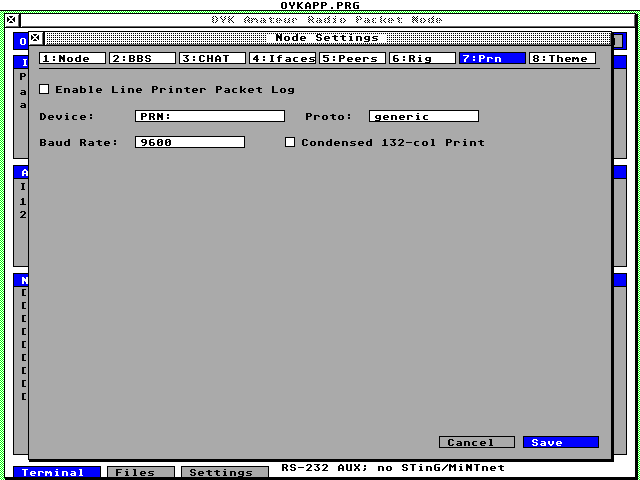 OYKAPP.PRG
OYK Amateur Radio Packet Node
Node Settings
1:Node 2:BBS 3:CHAT 4:Ifaces 5:Peers 6:Rig 7:Prn 8:Theme
Enable Line Printer Packet Log
Device: PRN: Proto: generic
Baud Rate: 9600 Condensed 132-col Print
Cancel Save
Terminal Files Settings RS-232 AUX; no STinG/MiNTnet